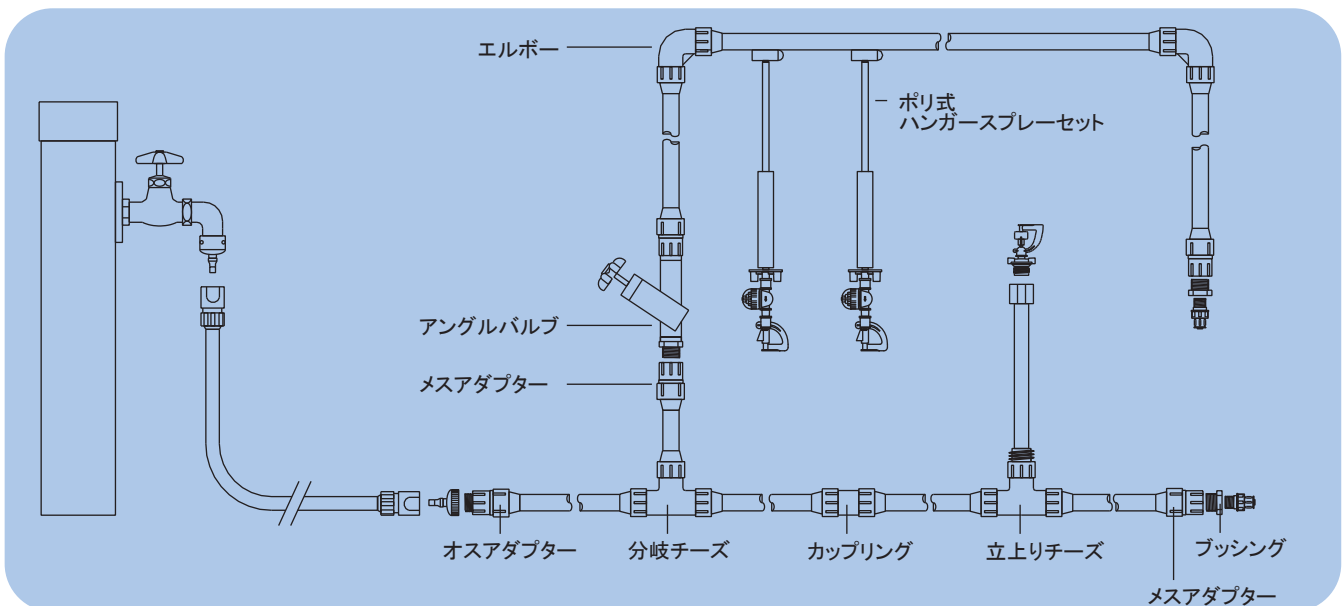 エルボー
ポリ式
ハンガースプレーセット
アングルバルブ
メスアダプター
オスアダプター
分岐チーズ
カップリング
立上りチーズ
ブッシング
メスアダプター